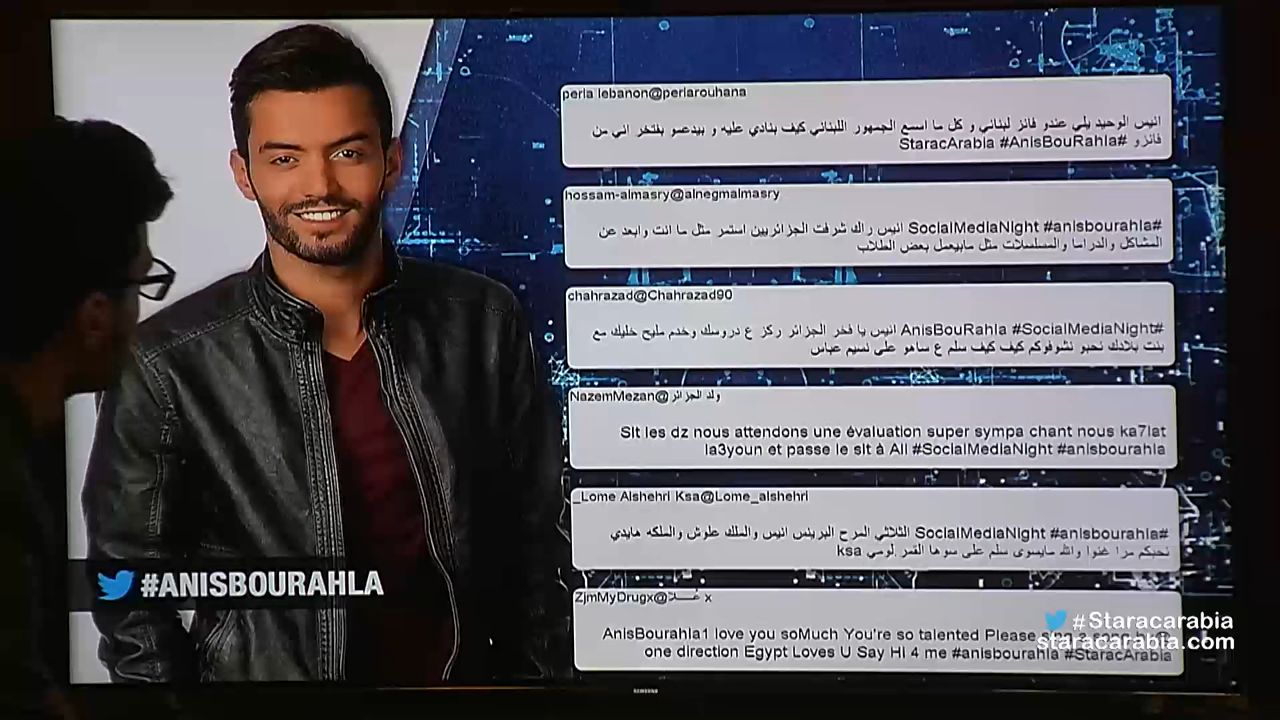 perla lebanon@perlarouhana
انيس الوحيد يلي عندو فانز لبناني و كل ما اسمع الجمهور اللبناني كيف بنادي عليه و بيدعمو بفتخر اني من
فانزو #StaracArabia #AnisBouRahla
hossam-almasry@alnegmalmasry
#SocialMediaNight #anisbourahla انيس راك شرفت الجزائريين استمر مثل ما انت وابعد عن
المشاكل والدراما والمسلسلات مثل مابيعمل بعض الطلاب
chahrazad@Chahrazad90
#AnisBouRahla #SocialMediaNight انيس يا فخر الجزائر ركز ع دروسك وخدم مليح خليك مع
بنت بلادك نحبو نشوفوكم كيف كيف سلم ع ساهو على نسيم عباس
NazemMezan@ولد الجزائر
Slt les dz nous attendons une évaluation super sympa chant nous ka7lat
la3youn et passe le slt à Ali #SocialMediaNight #anisbourahla
_Lome Alshehri Ksa@Lome_alshehri
#SocialMediaNight #anisbourahla الثلاثي المرح البرينس انيس والملك علوش والملكه هايدي
نحبكم مرا غنوا والله مايسوى سلم على سوها القمر لومي ksa
ZjmMyDrugx@ x
AnisBourahla1 love you soMuch You're so talented Please sing a song
one direction Egypt Loves U Say Hi 4 me #anisbourahla #StaracArabia
#ANISBOURAHLA
#Staracarabia
staracarabia.com
SAMSUNG